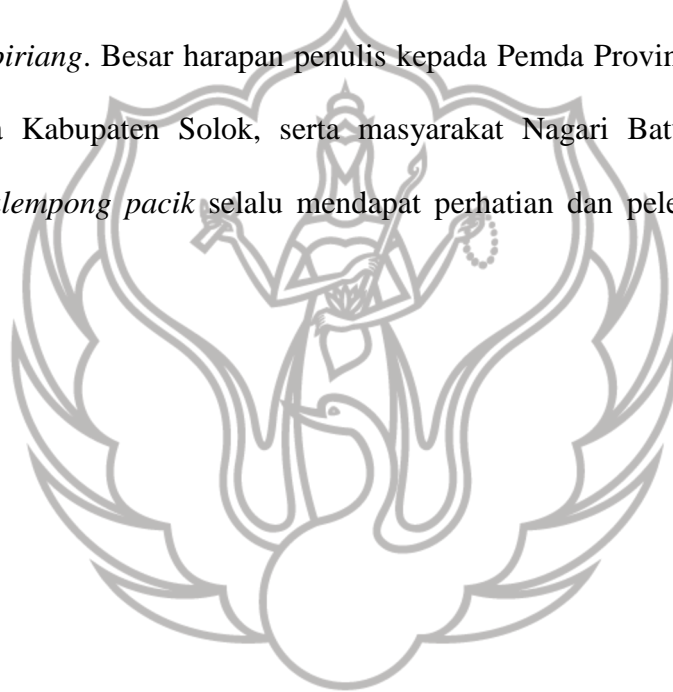 piriang. Besar harapan penulis kepada Pemda Provin
Kabupaten Solok, serta masyarakat Nagari Bat
lempong pacik selalu mendapat perhatian dan pele